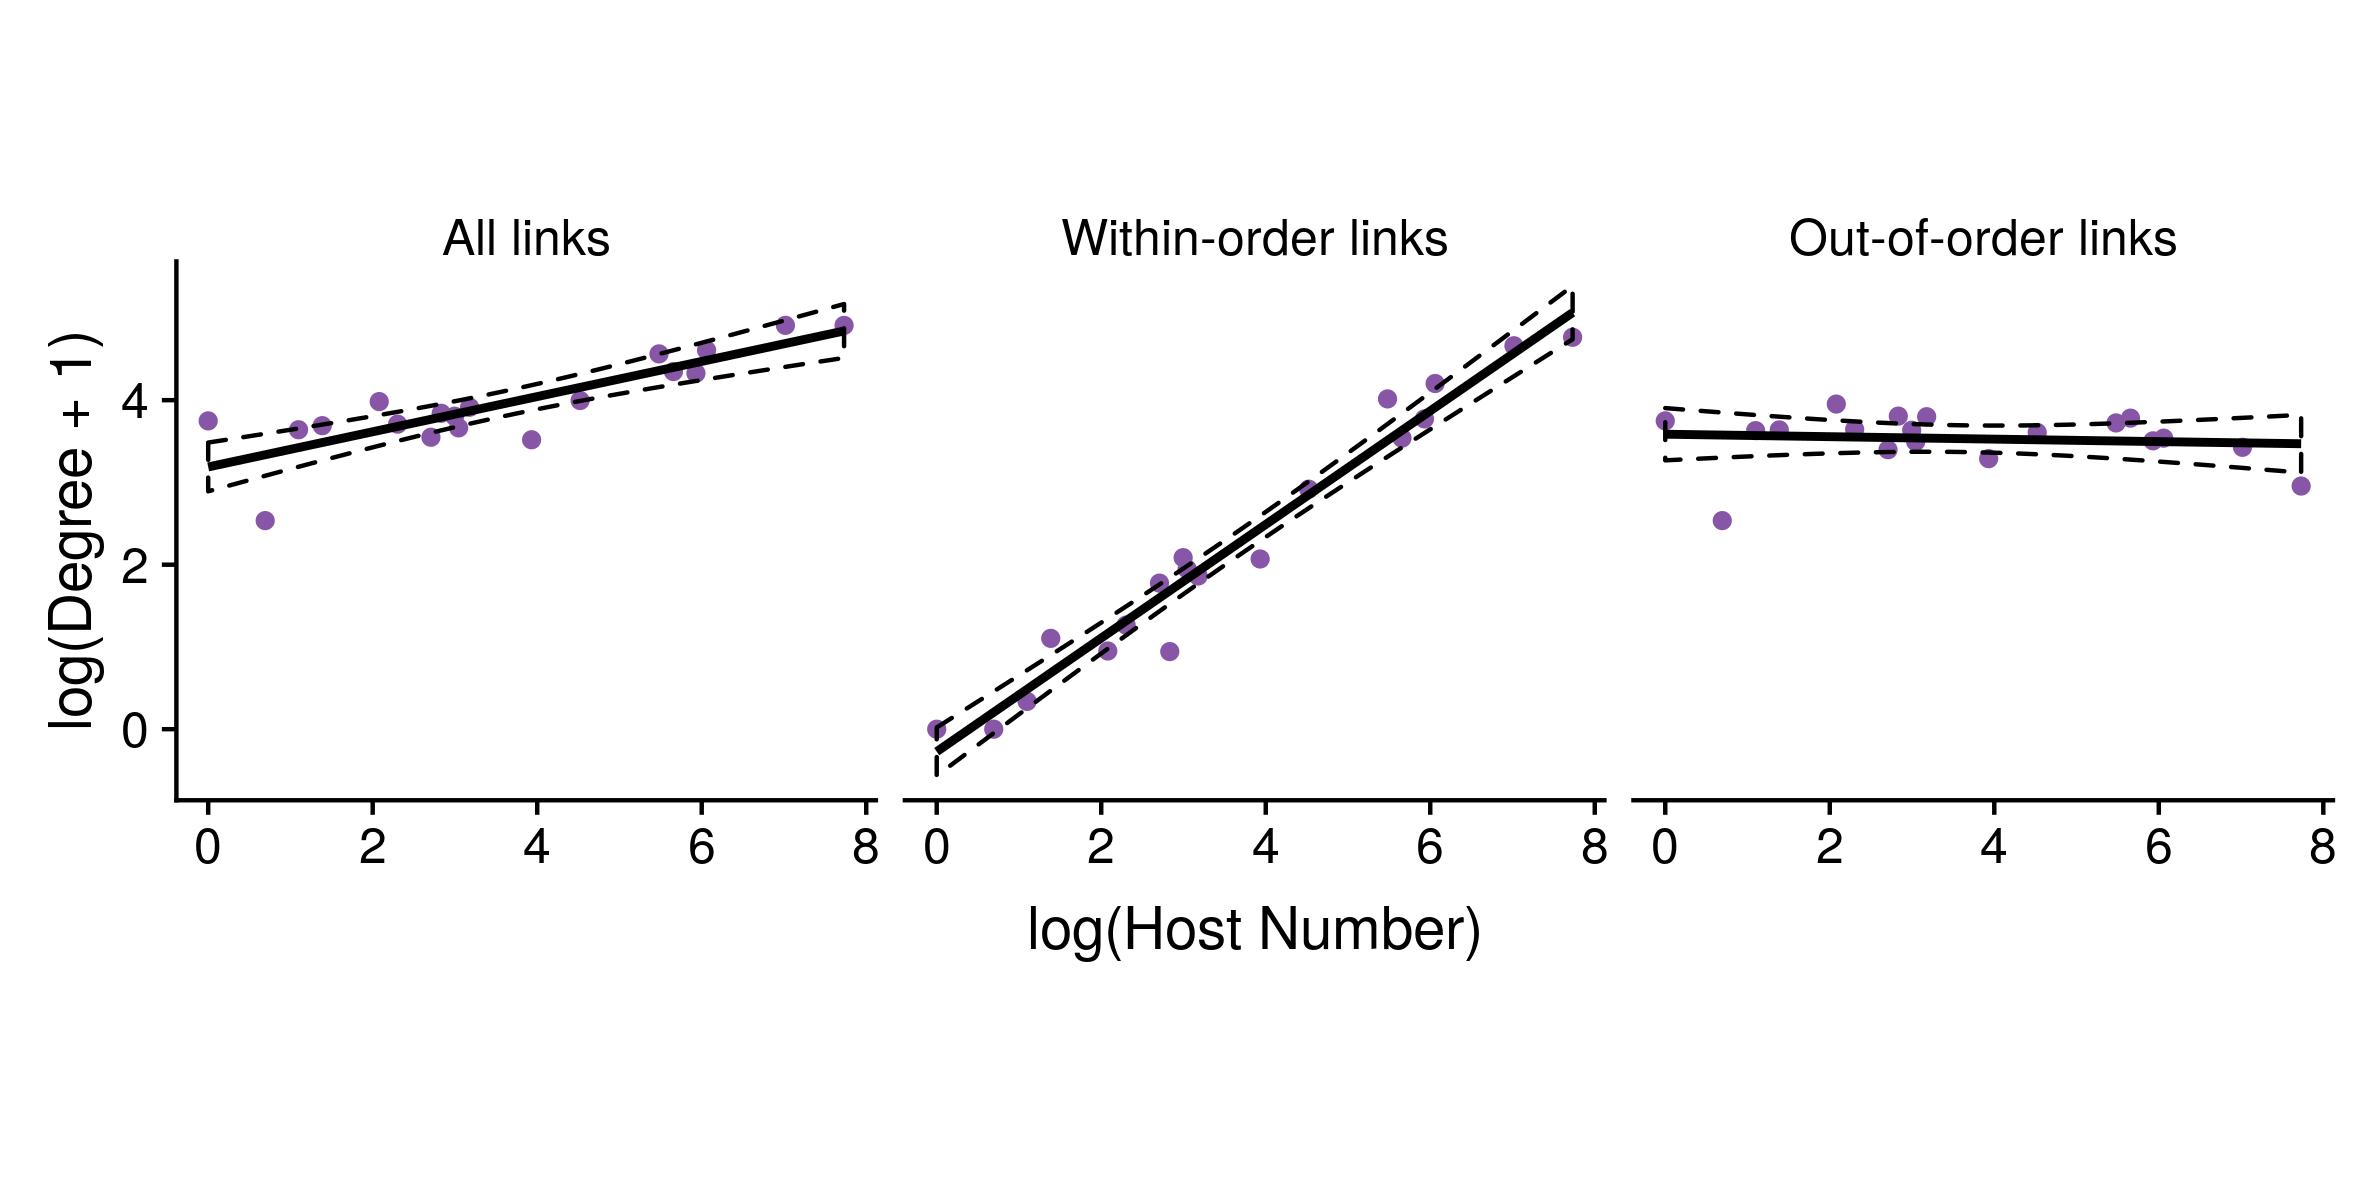 All links
Within-order links
Out-of-order links
log(Degree + 1)
4
2
0
0 2 4 6 8
0 2 4 6 8
0 2 4 6 8
log(Host Number)